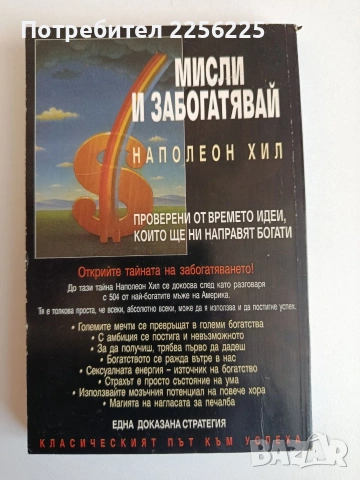 Потребител 2256591
МИСЛИ
И ЗАБОГАТЯВАЙ
НАПОЛЕОН ХИЛ
ПРОВЕРЕНИ ОТ ВРЕМЕТО ИДЕИ,
КОИТО ЩЕ НИ НАПРАВЯТ БОГАТИ
Открийте тайната на забогатяването!
До тази тайна Наполеон Хил се докосва след като разговаря
с 504 от най-богатите мъже на Америка.
Тя е толкова проста, че всеки, абсолютно всеки, може да я използва и да постигне успех.
• Големите мечти се превръщат в големи богатства
• С амбиция се постига и невъзможното
• За да получиш, трябва първо да дадеш
• Богатството се ражда вътре в нас
• Сексуалната енергия – източник на богатство
• Страхът е просто състояние на ума
• Използвайте мозъчния потенциал на повече хора
• Магията на нагласата за печалба
ЕДНА ДОКАЗАНА СТРАТЕГИЯ
КЛАСИЧЕСКИЯТ ПЪТ КЪМ УСПЕХА
bazar